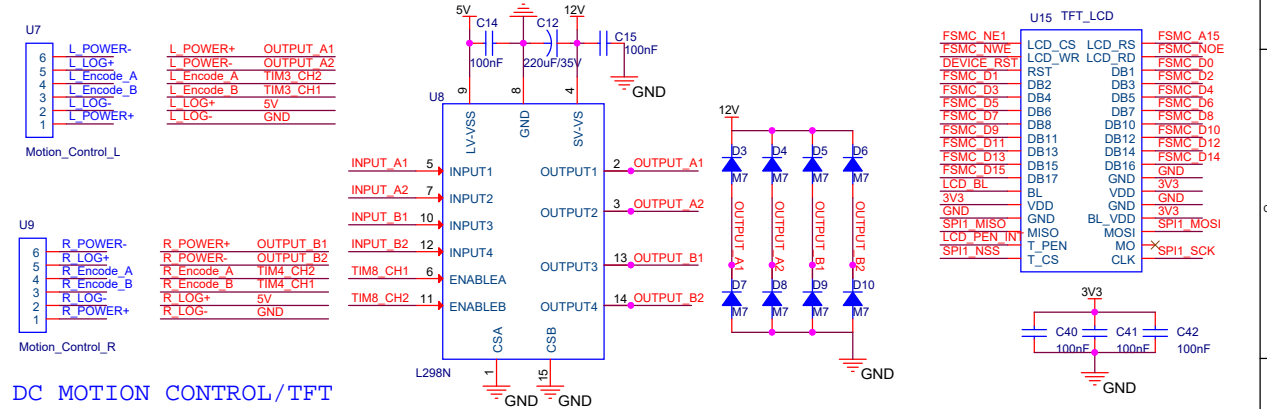 U7
6 L_POWER-
5 L_LOG+
4 L_Encode_A
3 L_Encode_B
2 L_LOG-
1 L_POWER+
Motion_Control_L
L_POWER+ OUTPUT_A1
L_POWER- OUTPUT_A2
L_Encode_A TIM3_CH2
L_Encode_B TIM3_CH1
L_LOG+ 5V
L_LOG- GND
U9
6 R_POWER-
5 R_LOG+
4 R_Encode_A
3 R_Encode_B
2 R_LOG-
1 R_POWER+
Motion_Control_R
R_POWER+ OUTPUT_B1
R_POWER- OUTPUT_B2
R_Encode_A TIM4_CH2
R_Encode_B TIM4_CH1
R_LOG+ 5V
R_LOG- GND
DC MOTION CONTROL/TFT
5V 12V
C14 C12 C15
100nF
100nF 220uF/35V
GND
U8
9 8 4
LV-VSS GND SV-VS
INPUT_A1 5 INPUT1
INPUT_A2 7 INPUT2
INPUT_B1 10 INPUT3
INPUT_B2 12 INPUT4
TIM8_CH1 6 ENABLEA
TIM8_CH2 11 ENABLEB
OUTPUT1 2 OUTPUT_A1
OUTPUT2 3 OUTPUT_A2
OUTPUT3 13 OUTPUT_B1
OUTPUT4 14 OUTPUT_B2
CSA CSB
1 15
L298N
GND GND
12V
D3 D4 D5 D6
M7 M7 M7 M7
OUTPUT_A1 OUTPUT_A2 OUTPUT_B1 OUTPUT_B2
D7 D8 D9 D10
M7 M7 M7 M7
GND
U15 TFT_LCD
FSMC_NE1 LCD_CS LCD_RS FSMC_A15
FSMC_NWE LCD_WR LCD_RD FSMC_NOE
DEVICE_RST RST DB1 FSMC_D0
FSMC_D1 DB2 DB3 FSMC_D2
FSMC_D3 DB4 DB5 FSMC_D4
FSMC_D5 DB6 DB7 FSMC_D6
FSMC_D7 DB8 DB10 FSMC_D8
FSMC_D9 DB11 DB12 FSMC_D10
FSMC_D11 DB13 DB14 FSMC_D12
FSMC_D13 DB15 DB16 FSMC_D14
FSMC_D15 DB17 GND GND
LCD_BL BL VDD 3V3
3V3 VDD GND GND
GND GND BL_VDD 3V3
SPI1_MISO MISO MOSI SPI1_MOSI
LCD_PEN_INT T_PEN MO
SPI1_NSS T_CS CLK SPI1_SCK
3V3
C40 C41 C42
100nF 100nF 100nF
GND